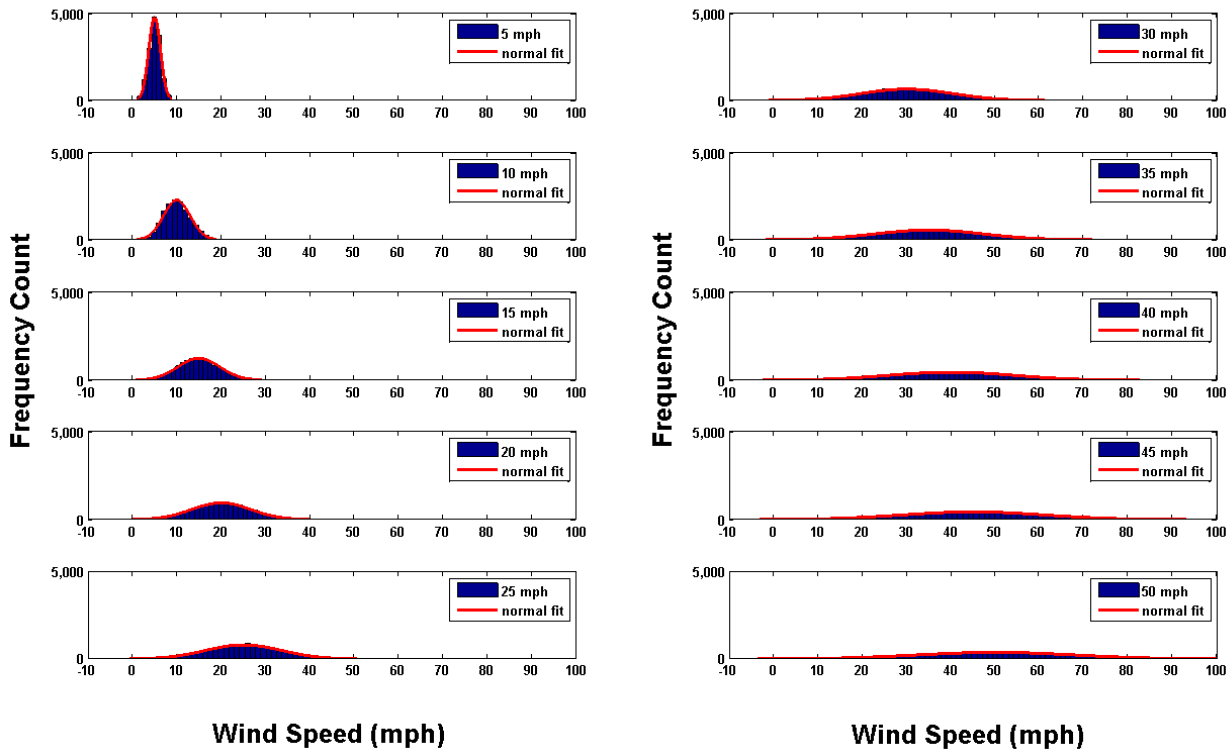 5,000
5 mph
normal fit
0
-10 0 10 20 30 40 50 60 70 80 90 100
5,000
10 mph
normal fit
0
-10 0 10 20 30 40 50 60 70 80 90 100
5,000
15 mph
normal fit
0
-10 0 10 20 30 40 50 60 70 80 90 100
5,000
20 mph
normal fit
0
-10 0 10 20 30 40 50 60 70 80 90 100
5,000
25 mph
normal fit
0
-10 0 10 20 30 40 50 60 70 80 90 100
Frequency Count
Wind Speed (mph)
5,000
30 mph
normal fit
0
-10 0 10 20 30 40 50 60 70 80 90 100
5,000
35 mph
normal fit
0
-10 0 10 20 30 40 50 60 70 80 90 100
5,000
40 mph
normal fit
0
-10 0 10 20 30 40 50 60 70 80 90 100
5,000
45 mph
normal fit
0
-10 0 10 20 30 40 50 60 70 80 90 100
5,000
50 mph
normal fit
0
-10 0 10 20 30 40 50 60 70 80 90 100
Frequency Count
Wind Speed (mph)